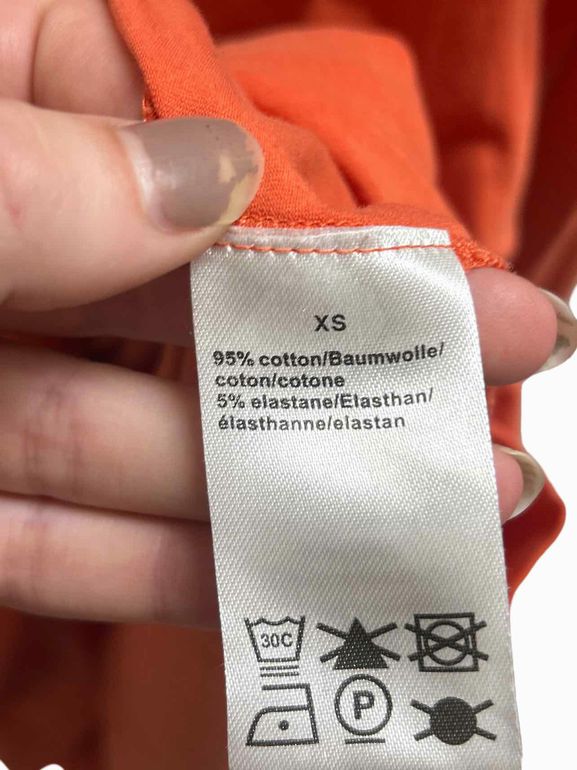 XS
95% cotton/Baumwolle/
coton/cotone
5% elastane/Elasthan/
élasthanne/elastan
30C
P